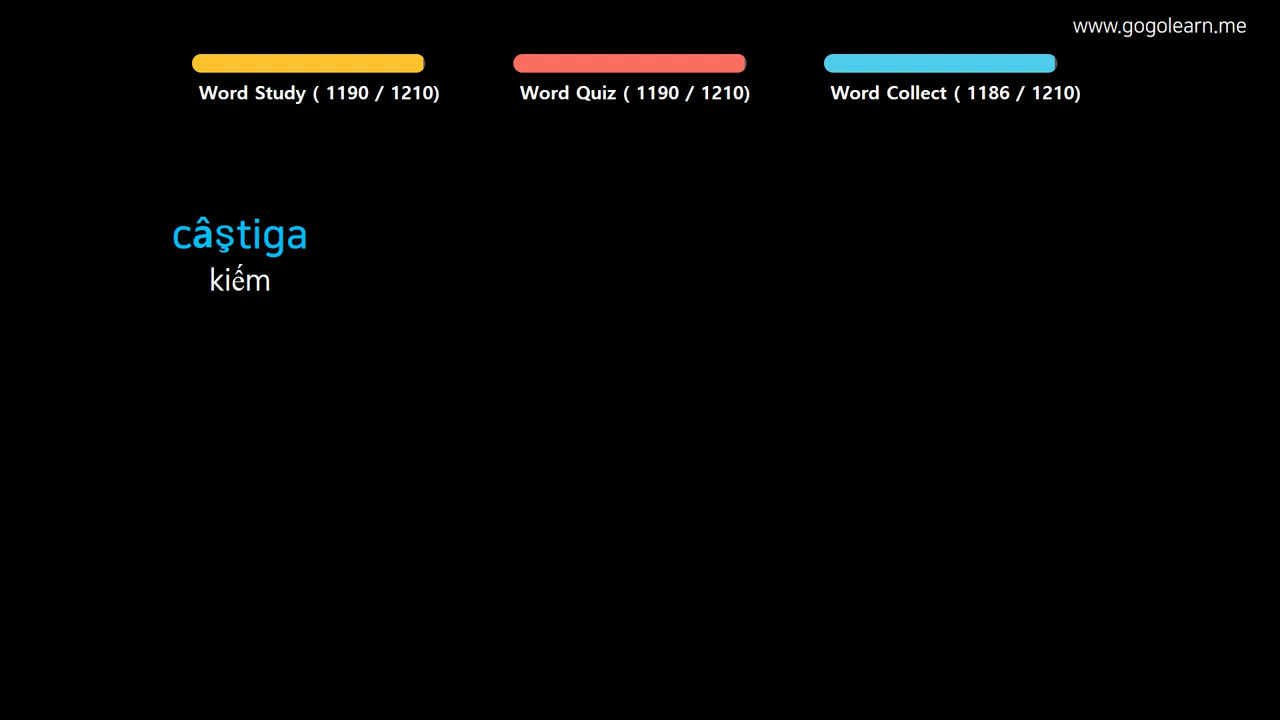 www.gogolearn.me
Word Study ( 1190 / 1210)
Word Quiz ( 1190 / 1210)
Word Collect ( 1186 / 1210)
câştiga
kiếm